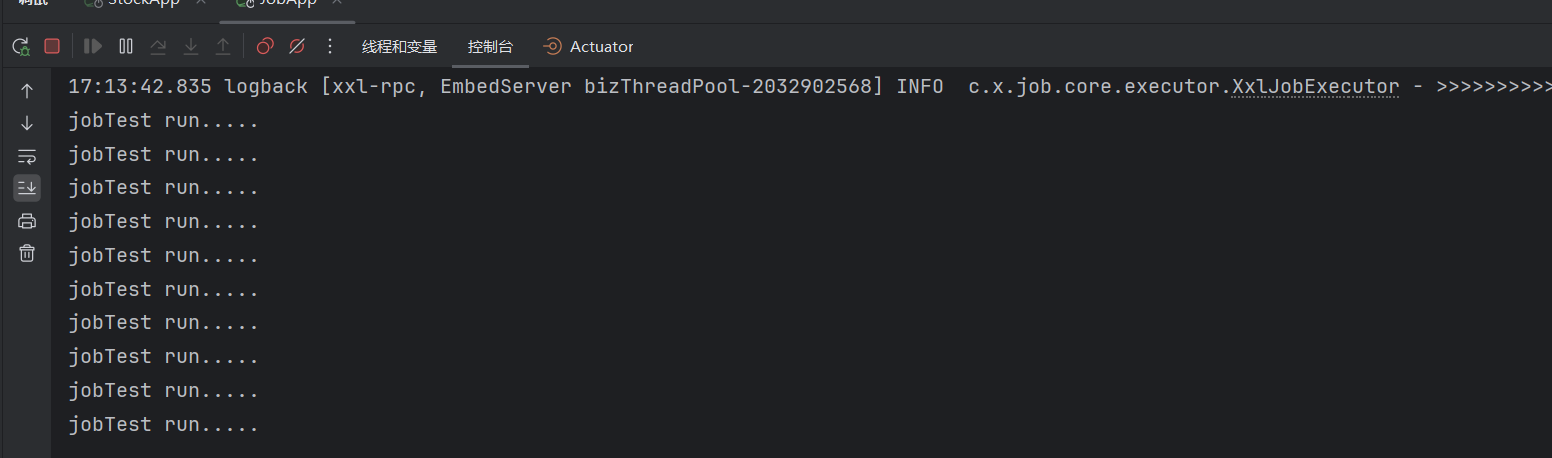 调试 StockApp × JobApp ×
线程和变量 控制台 Actuator
17:13:42.835 logback [xxl-rpc, EmbedServer bizThreadPool-2032902568] INFO  c.x.job.core.executor.XxlJobExecutor - >>>>>>>>>>
jobTest run.....
jobTest run.....
jobTest run.....
jobTest run.....
jobTest run.....
jobTest run.....
jobTest run.....
jobTest run.....
jobTest run.....
jobTest run.....